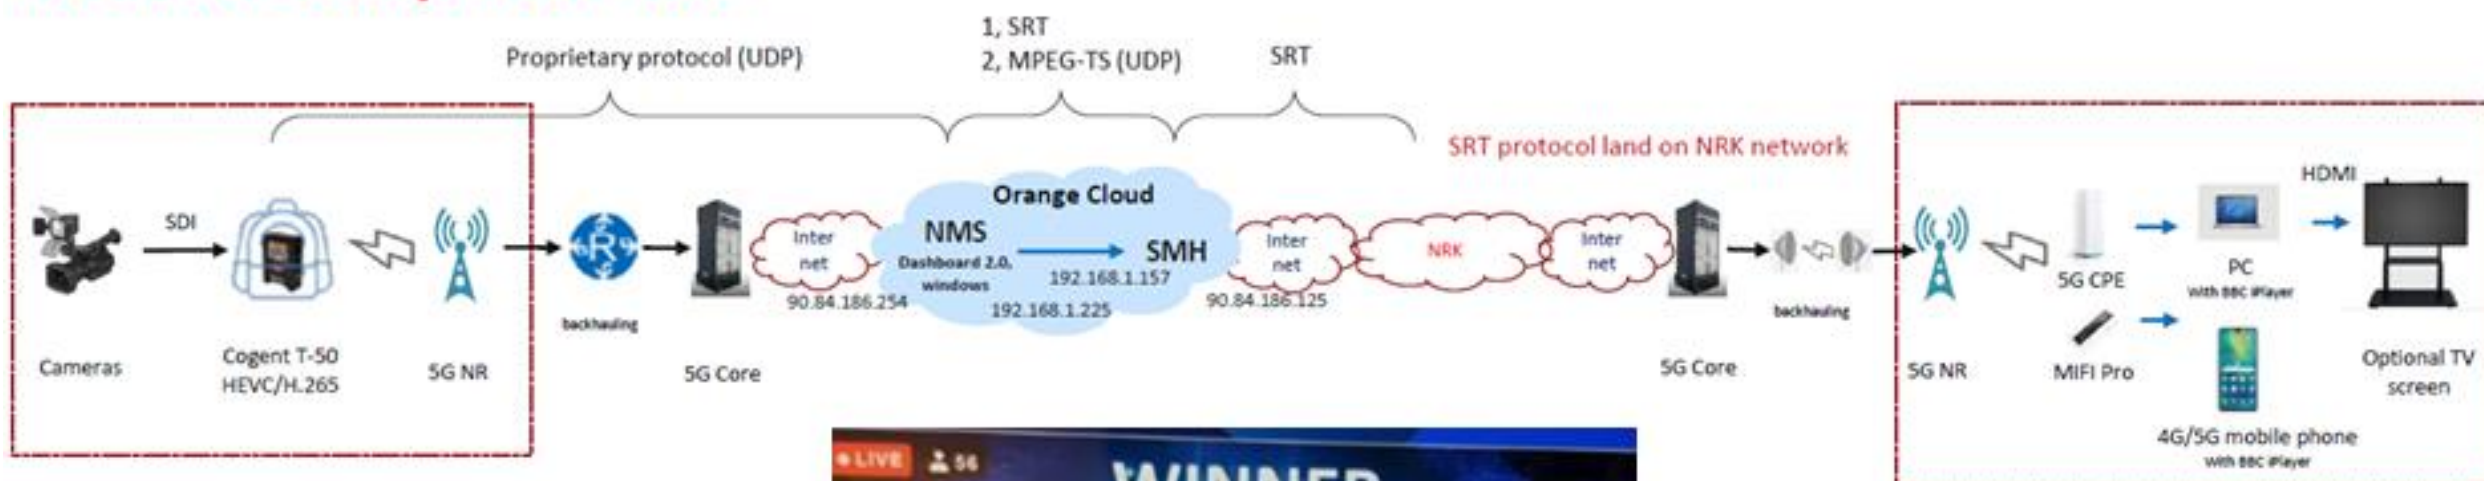 Proprietary protocol (UDP)
1, SRT
2, MPEG-TS (UDP)
SRT
SRT protocol land on NRK network
SDI
Orange Cloud
NMS
Dashboard 2.0,
windows
SMH
192.168.1.157
192.168.1.225
Inter
net
90.84.186.254
Inter
net
90.84.186.125
NRK
Inter
net
HDMI
R
backhauling
backhauling
Cameras
Cogent T-50
HEVC/H.265
5G NR
5G Core
5G Core
5G NR
5G CPE
MIFI Pro
PC
With BBC iPlayer
4G/5G mobile phone
With BBC iPlayer
Optional TV
screen
LIVE 56
WINNER